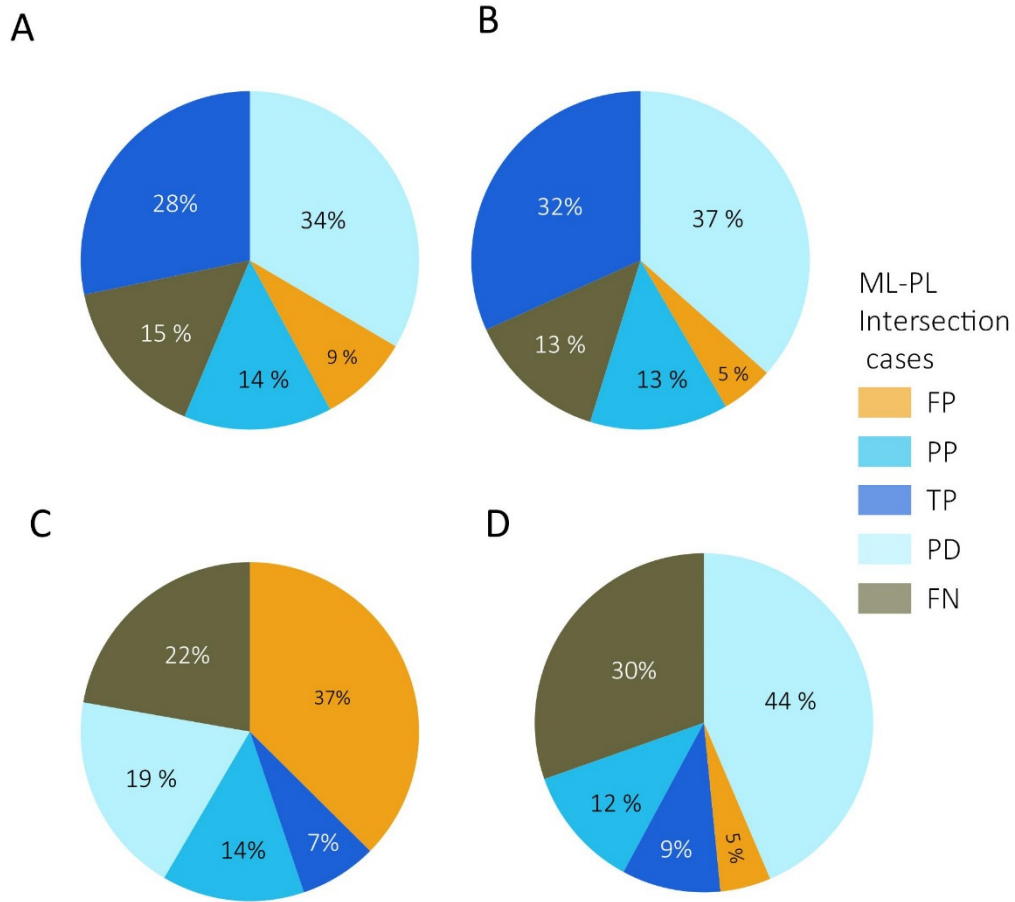 A
B
28%
34%
15 %
14 %
9 %
32%
37 %
13 %
13 %
5 %
ML-PL
Intersection
cases
FP
PP
TP
PD
FN
C
D
22%
37%
19 %
14%
7%
30%
44 %
12 %
9%
5 %